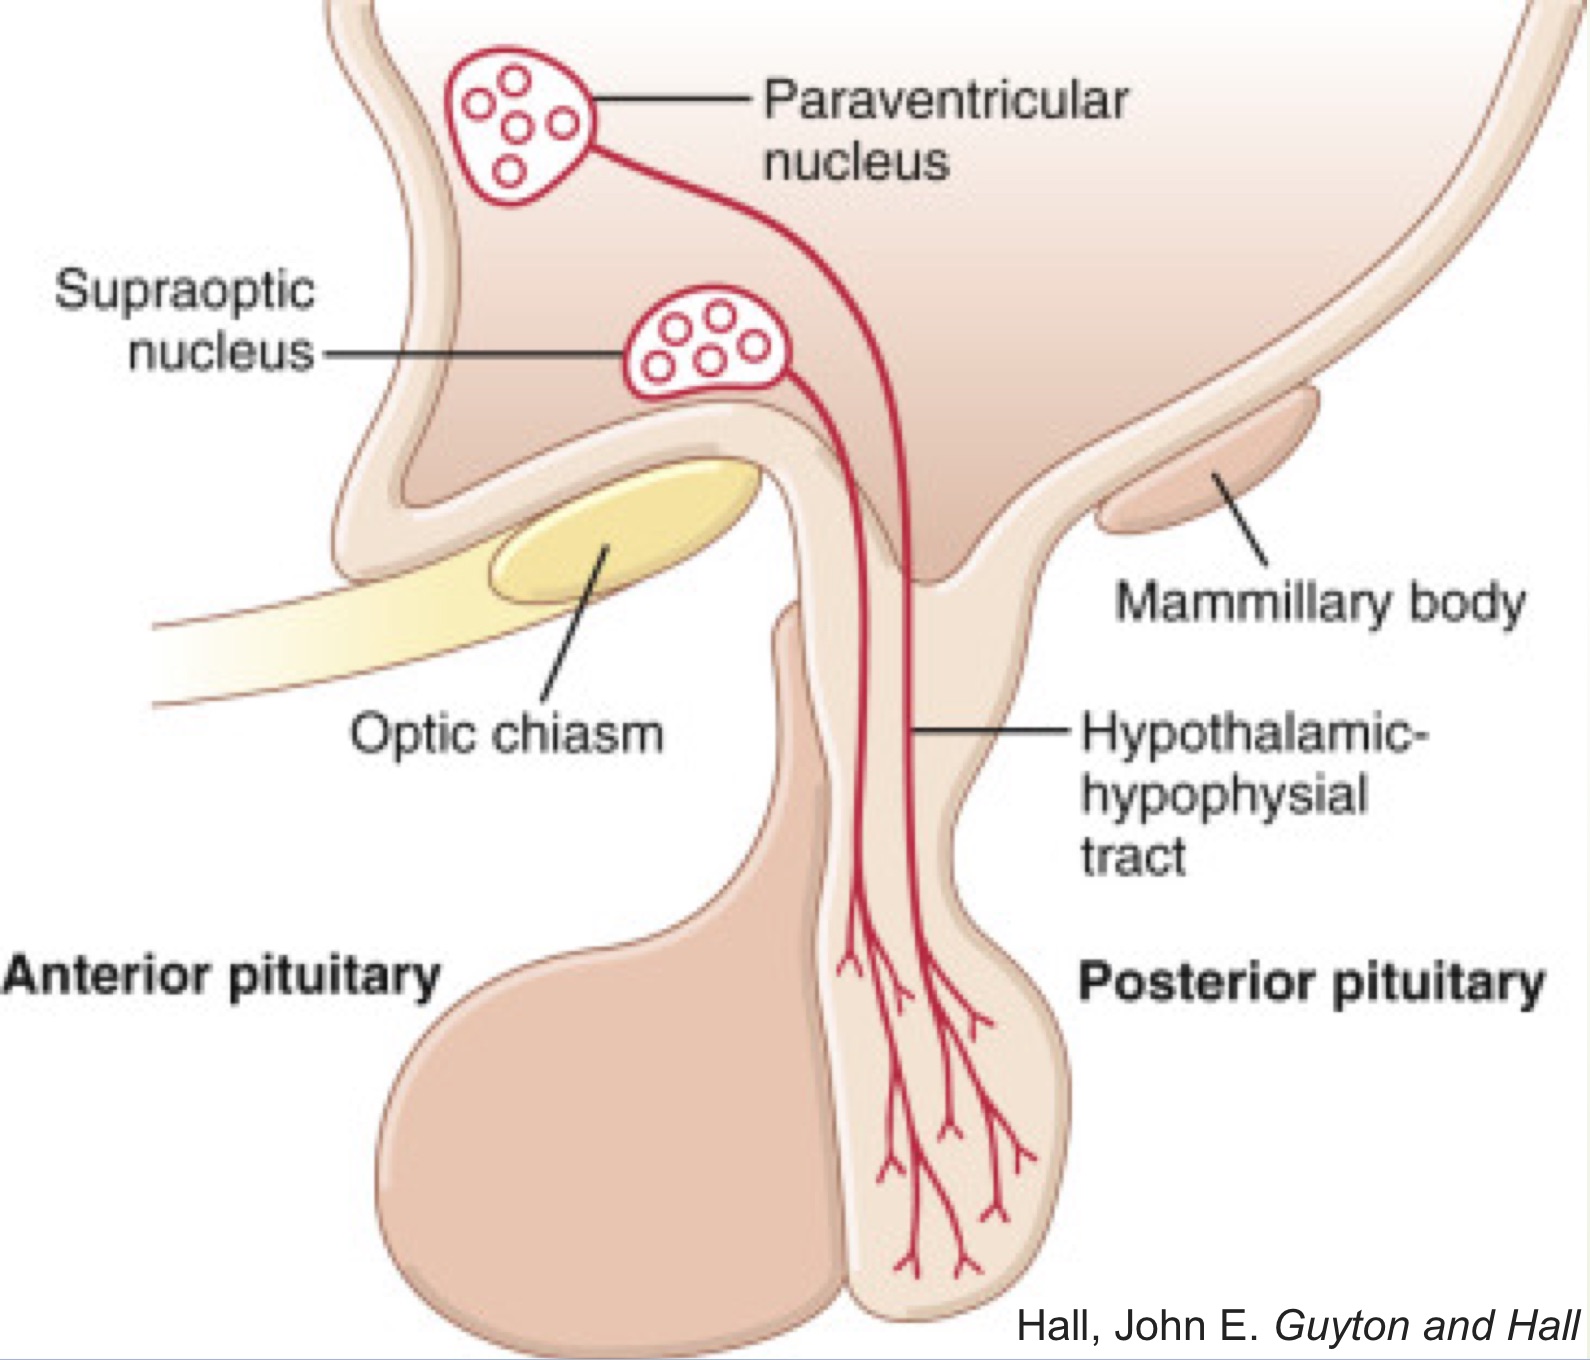 Paraventricular
nucleus
Supraoptic
nucleus
Mammillary body
Optic chiasm
Hypothalamic-
hypophysial
tract
Anterior pituitary
Posterior pituitary
Hall, John E. Guyton and Hall